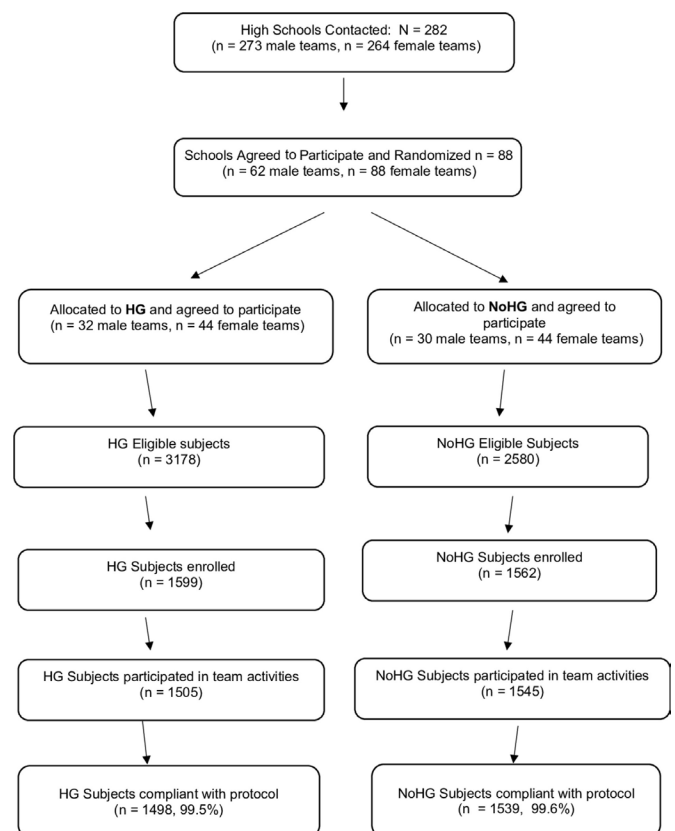 High Schools Contacted: N = 282
(n = 273 male teams, n = 264 female teams)
Schools Agreed to Participate and Randomized n = 88
(n = 62 male teams, n = 88 female teams)
Allocated to HG and agreed to participate
(n = 32 male teams, n = 44 female teams)
Allocated to NoHG and agreed to
participate
(n = 30 male teams, n = 44 female teams)
HG Eligible subjects
(n = 3178)
NoHG Eligible Subjects
(n = 2580)
HG Subjects enrolled
(n = 1599)
NoHG Subjects enrolled
(n = 1562)
HG Subjects participated in team activities
(n = 1505)
NoHG Subjects participated in team activities
(n = 1545)
HG Subjects compliant with protocol
(n = 1498, 99.5%)
NoHG Subjects compliant with protocol
(n = 1539, 99.6%)